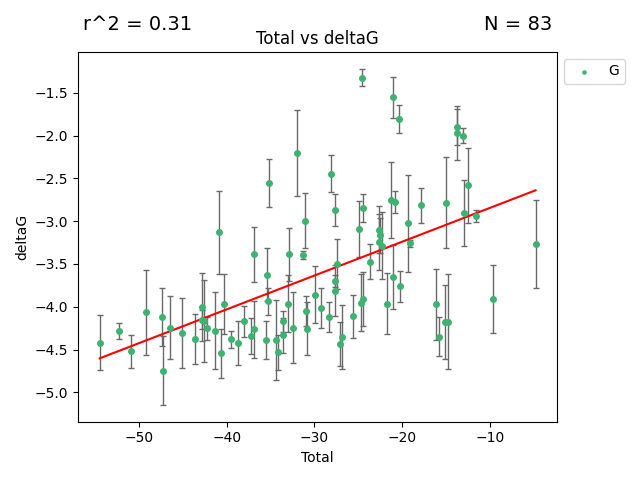 r^2 = 0.31
N = 83
Total vs deltaG
G
−1.5
−2.0
−2.5
−3.0
−3.5
−4.0
−4.5
−5.0
deltaG
−50
−40
−30
−20
−10
Total